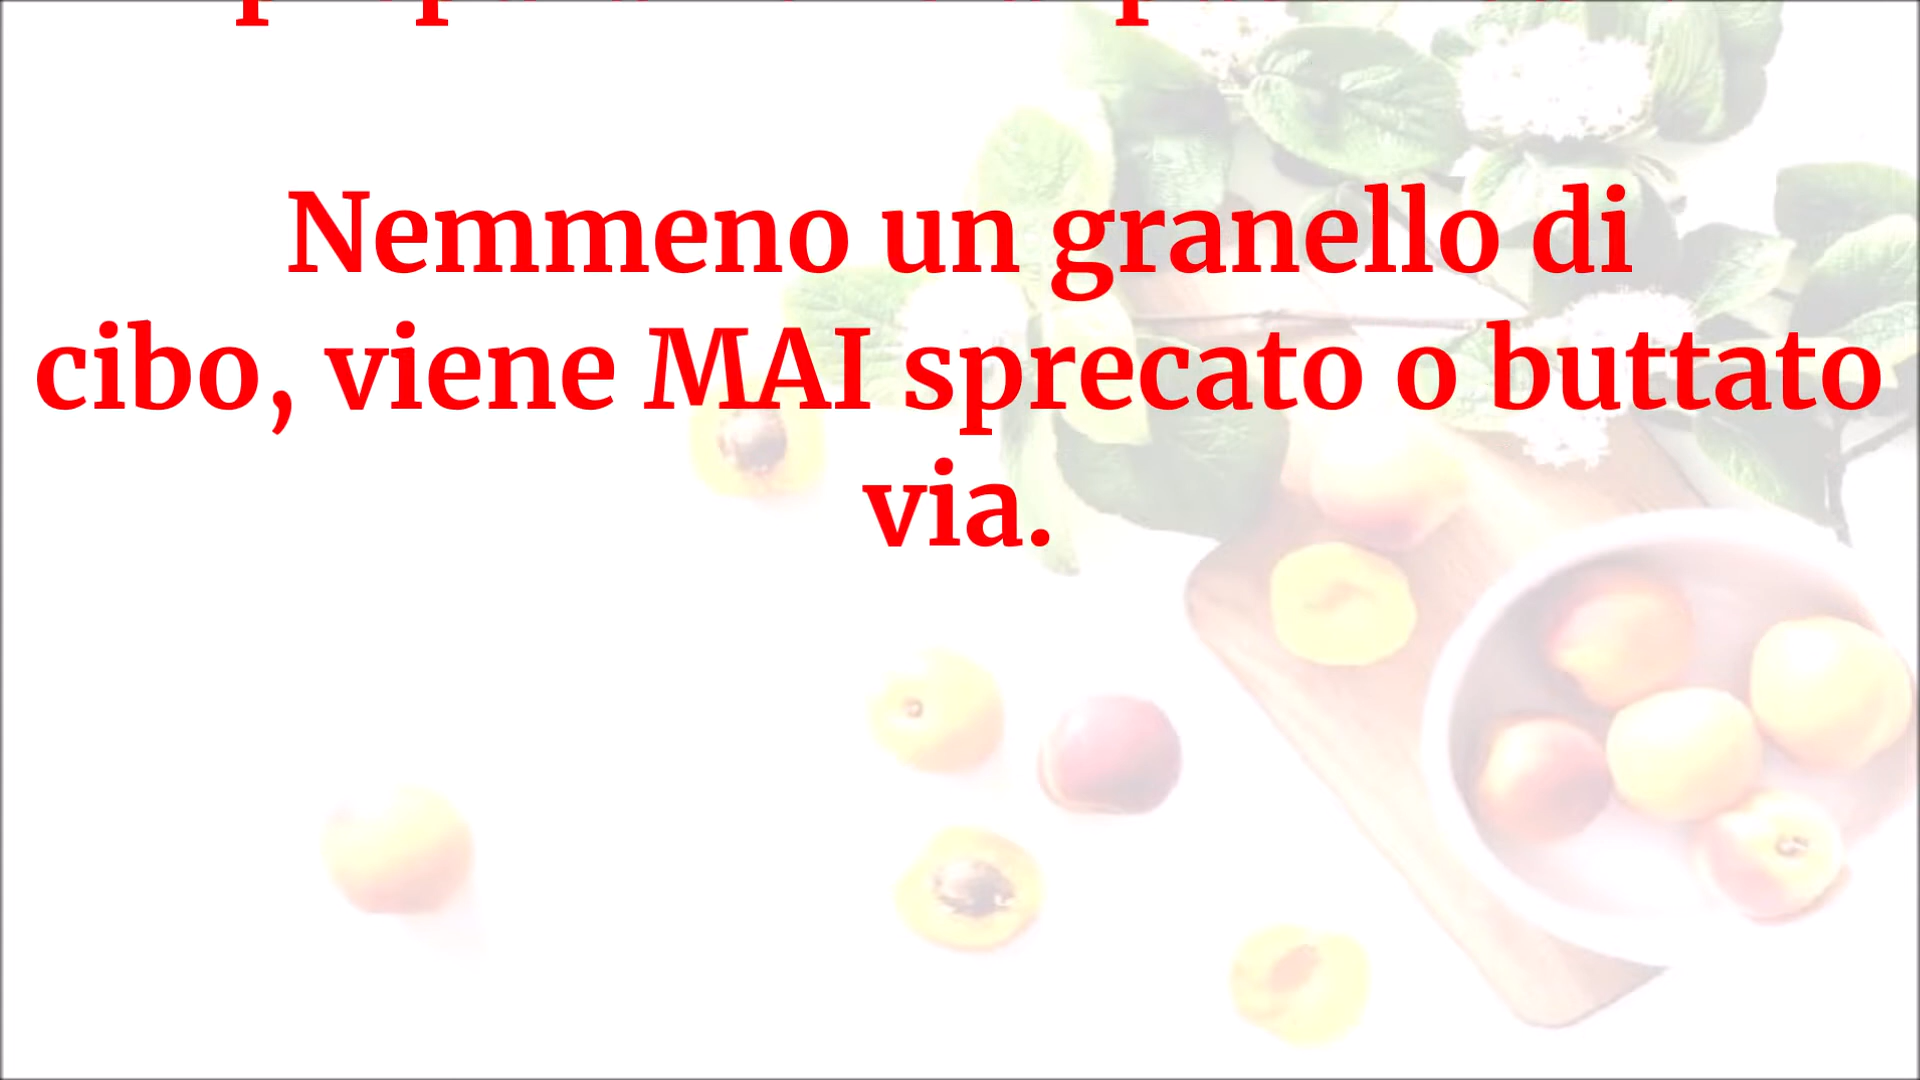 Nemmeno un granello di
cibo, viene MAI sprecato o buttato
via.